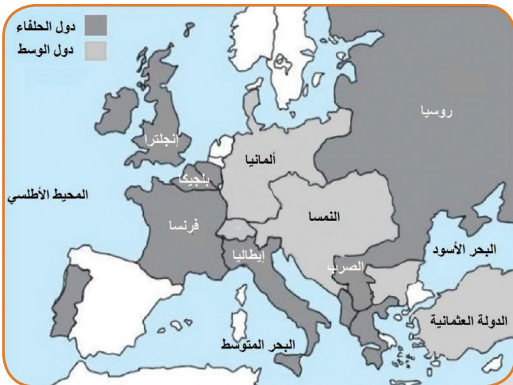 دول الحلفاء
دول الوسط
روسيا
إنجلترا
ألمانيا
بلجيكا
المحيط الأطلسي
النمسا
فرنسا
البحر الأسود
إيطاليا
الصرب
الدولة العثمانية
البحر المتوسط